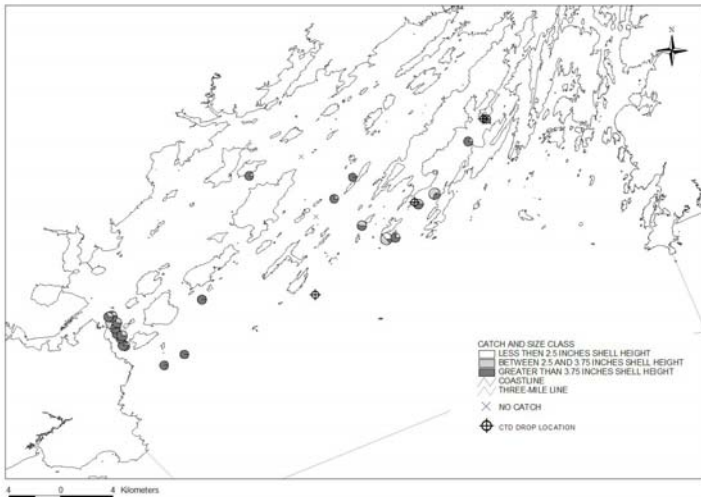 N
CATCH AND SIZE CLASS
LESS THEN 2.5 INCHES SHELL HEIGHT
BETWEEN 2.5 AND 3.75 INCHES SHELL HEIGHT
GREATER THAN 3.75 INCHES SHELL HEIGHT
COASTLINE
THREE-MILE LINE
NO CATCH
CTD DROP LOCATION
4 0 4 Kilometers